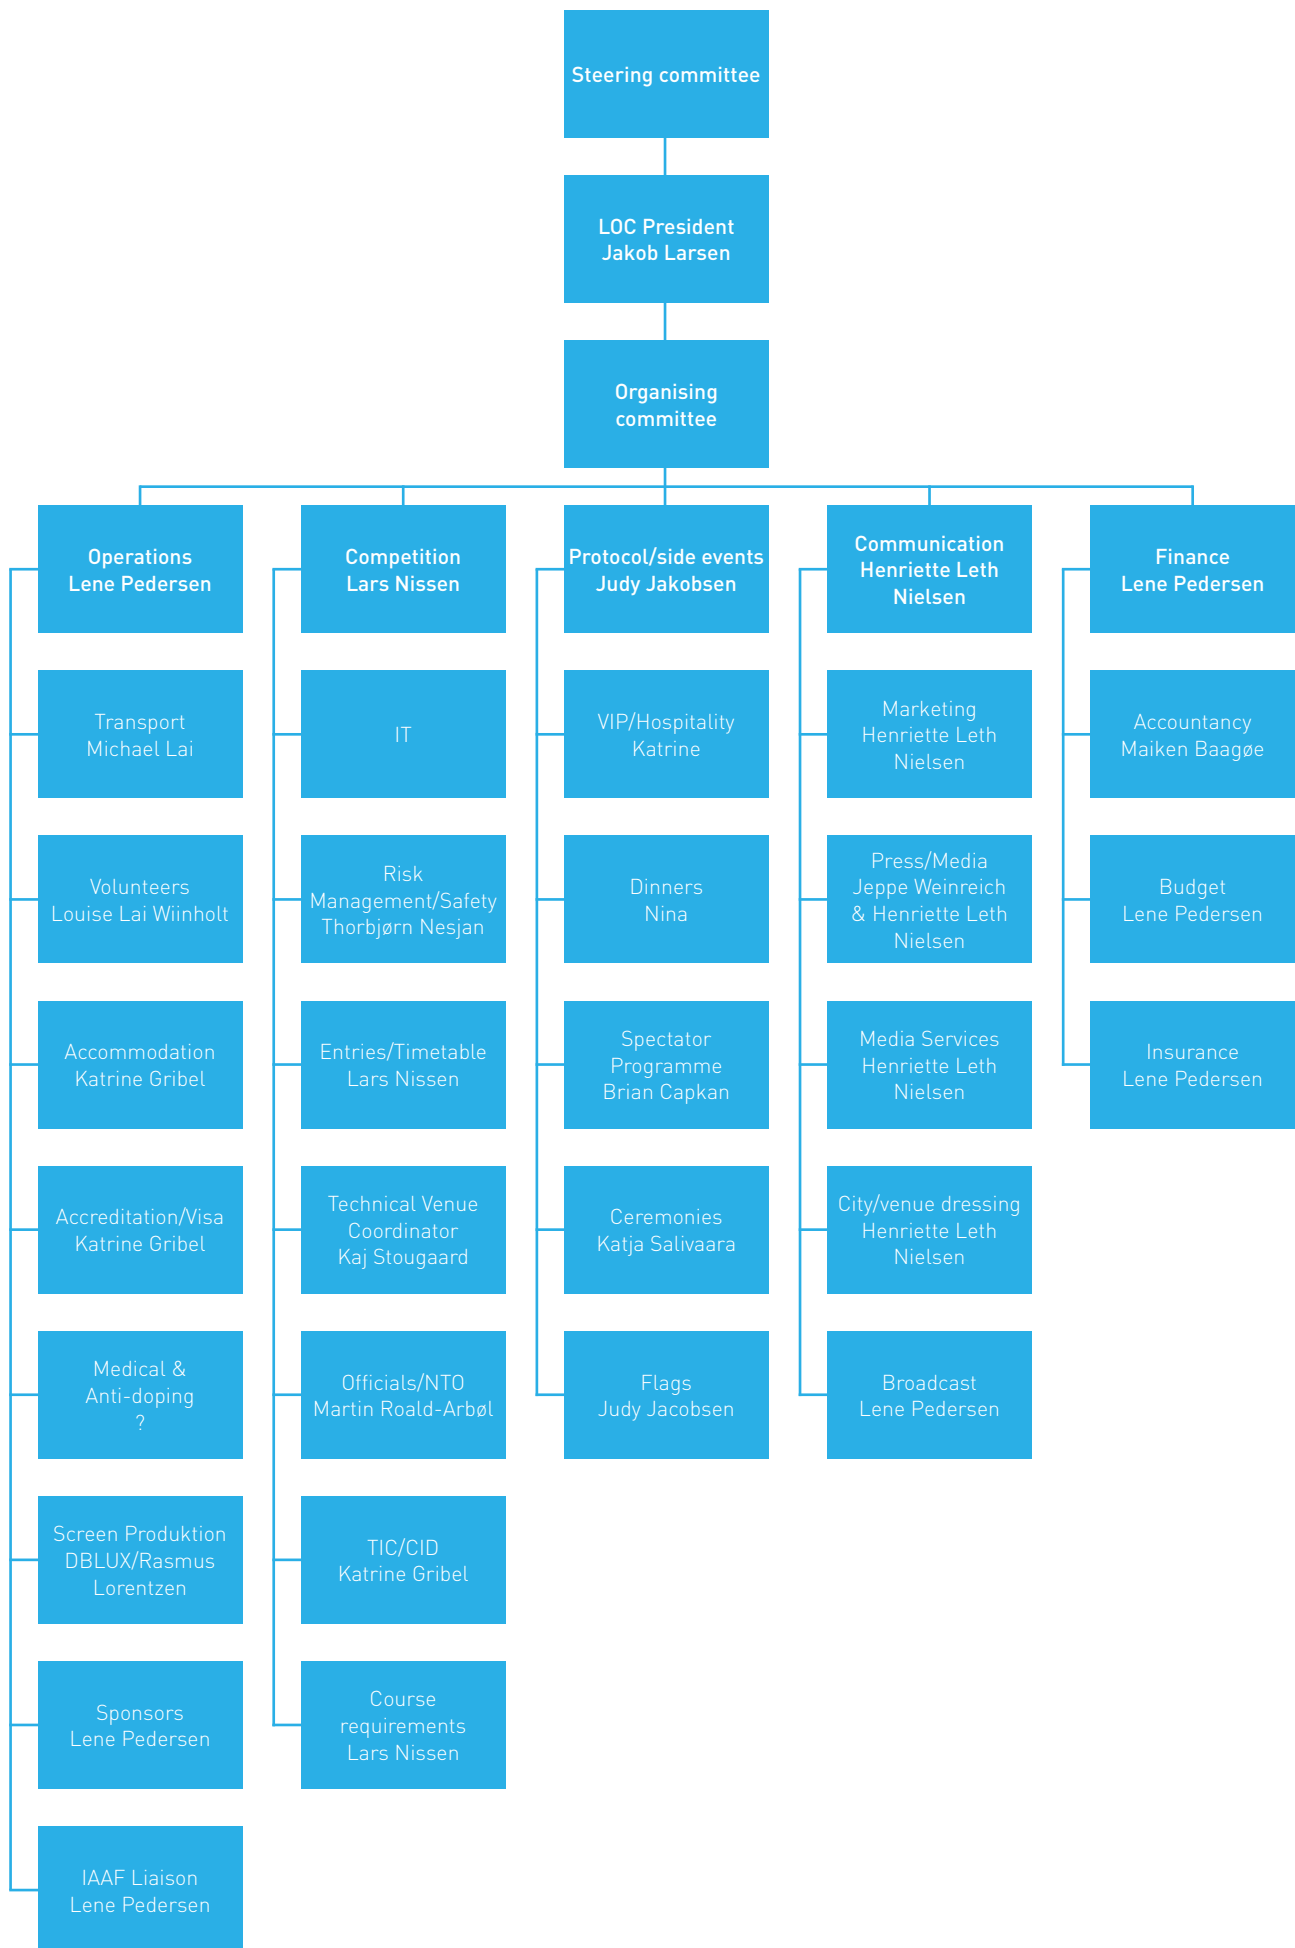 Steering committee
LOC President
Jakob Larsen
Organising
committee
Operations
Lene Pedersen
Transport
Michael Lai
Volunteers
Louise Lai Wiinholt
Accommodation
Katrine Gribel
Accreditation/Visa
Katrine Gribel
Medical &
Anti-doping
?
Screen Produktion
DBLUX/Rasmus
Lorentzen
Sponsors
Lene Pedersen
IAAF Liaison
Lene Pedersen
Competition
Lars Nissen
IT
Risk
Management/Safety
Thorbjørn Nesjan
Entries/Timetable
Lars Nissen
Technical Venue
Coordinator
Kaj Stougaard
Officials/NTO
Martin Roald-Arbøl
TIC/CID
Katrine Gribel
Course
requirements
Lars Nissen
Protocol/side events
Judy Jakobsen
VIP/Hospitality
Katrine
Dinners
Nina
Spectator
Programme
Brian Capkan
Ceremonies
Katja Salivaara
Flags
Judy Jacobsen
Communication
Henriette Leth
Nielsen
Marketing
Henriette Leth
Nielsen
Press/Media
Jeppe Weinreich
& Henriette Leth
Nielsen
Media Services
Henriette Leth
Nielsen
City/venue dressing
Henriette Leth
Nielsen
Broadcast
Lene Pedersen
Finance
Lene Pedersen
Accountancy
Maiken Baagøe
Budget
Lene Pedersen
Insurance
Lene Pedersen